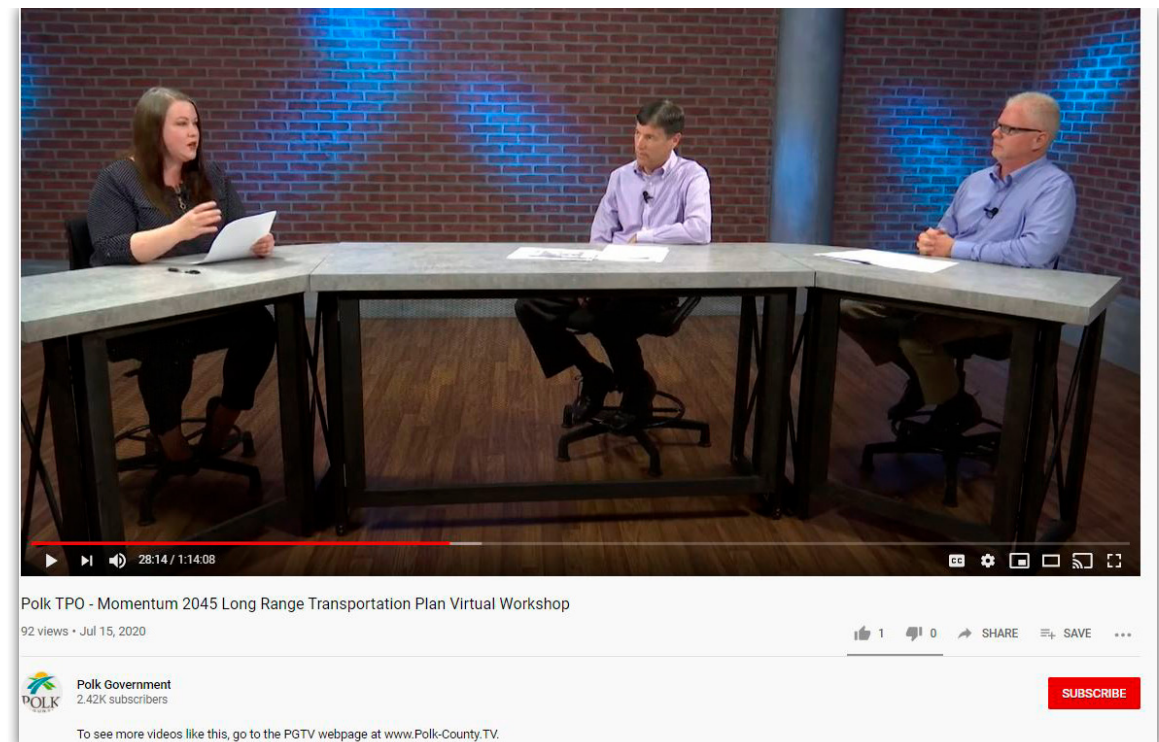 CC
28:14 / 1:14:08
Polk TPO - Momentum 2045 Long Range Transportation Plan Virtual Workshop
92 views • Jul 15, 2020
1 0 SHARE SAVE
POLK
Polk Government
2.42K subscribers
SUBSCRIBE
To see more videos like this, go to the PGTV webpage at www.Polk-County.TV.